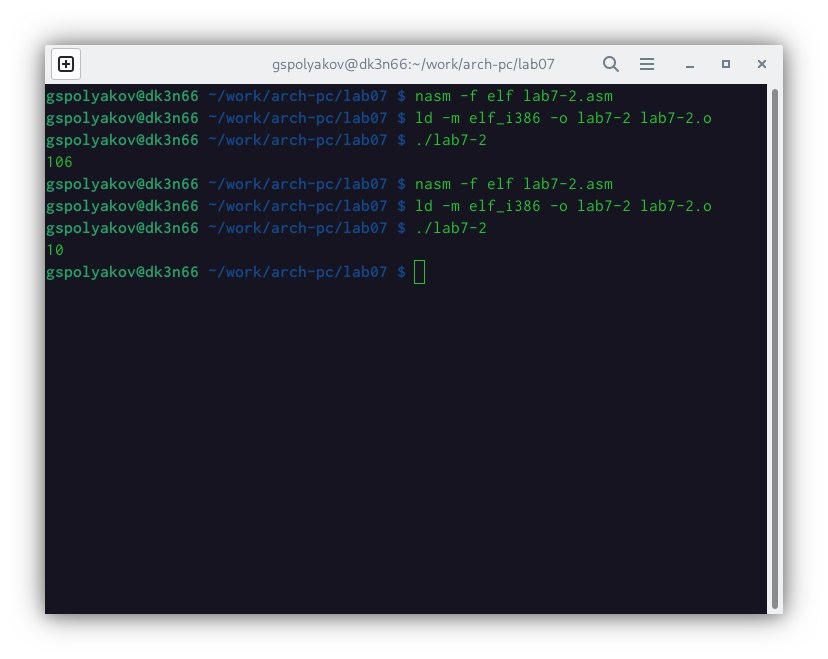 gspolyakov@dk3n66:~/work/arch-pc/lab07
gspolyakov@dk3n66 ~/work/arch-pc/lab07 $ nasm -f elf lab7-2.asm
gspolyakov@dk3n66 ~/work/arch-pc/lab07 $ ld -m elf_i386 -o lab7-2 lab7-2.o
gspolyakov@dk3n66 ~/work/arch-pc/lab07 $ ./lab7-2
106
gspolyakov@dk3n66 ~/work/arch-pc/lab07 $ nasm -f elf lab7-2.asm
gspolyakov@dk3n66 ~/work/arch-pc/lab07 $ ld -m elf_i386 -o lab7-2 lab7-2.o
gspolyakov@dk3n66 ~/work/arch-pc/lab07 $ ./lab7-2
10
gspolyakov@dk3n66 ~/work/arch-pc/lab07 $